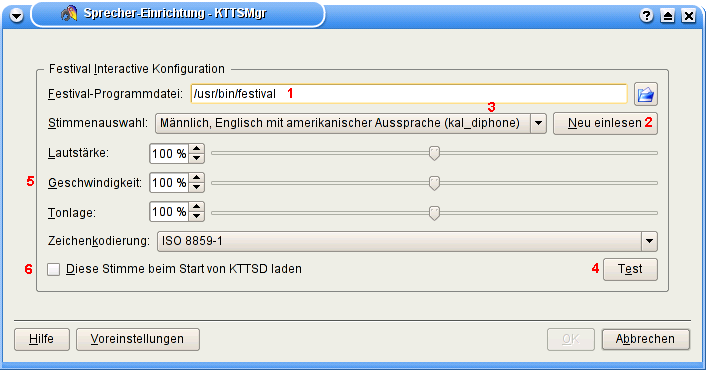 Sprecher-Einrichtung - KTTSMgr
Festival Interactive Konfiguration
Festival-Programmdatei: /usr/bin/festival 1
3
Stimmenauswahl: Männlich, Englisch mit amerikanischer Aussprache (kal_diphone) Neu einlesen 2
Lautstärke: 100 %
5 Geschwindigkeit: 100 %
Tonlage: 100 %
Zeichenkodierung: ISO 8859-1
6 Diese Stimme beim Start von KTTSD laden 4 Test
Hilfe Voreinstellungen OK Abbrechen